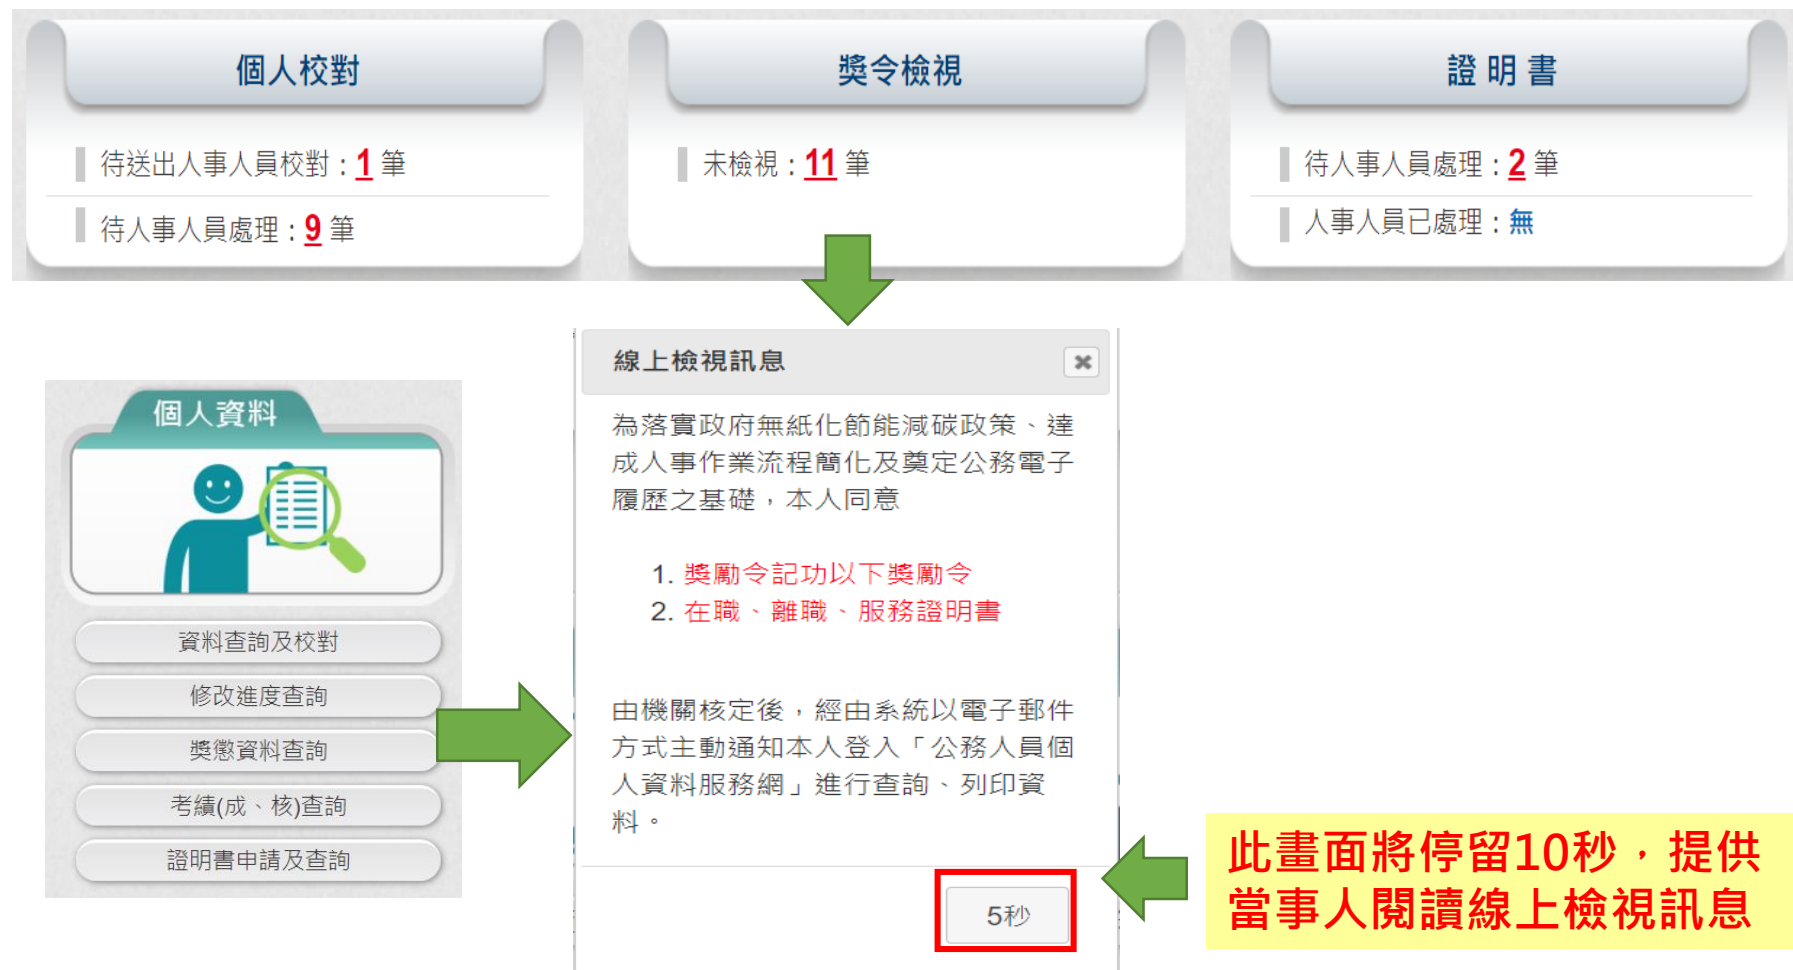 個人校對
待送出人事人員校對：1 筆
待人事人員處理：9 筆
獎令檢視
未檢視：11 筆
證明書
待人事人員處理：2 筆
人事人員已處理：無
個人資料
資料查詢及校對
修改進度查詢
獎懲資料查詢
考績(成、核)查詢
證明書申請及查詢
線上檢視訊息
為落實政府無紙化節能減碳政策、達
成人事作業流程簡化及奠定公務電子
履歷之基礎，本人同意
1. 獎勵令記功以下獎勵令
2. 在職、離職、服務證明書
由機關核定後，經由系統以電子郵件
方式主動通知本人登入「公務人員個
人資料服務網」進行查詢、列印資
料。
5秒
此畫面將停留10秒，提供
當事人閱讀線上檢視訊息